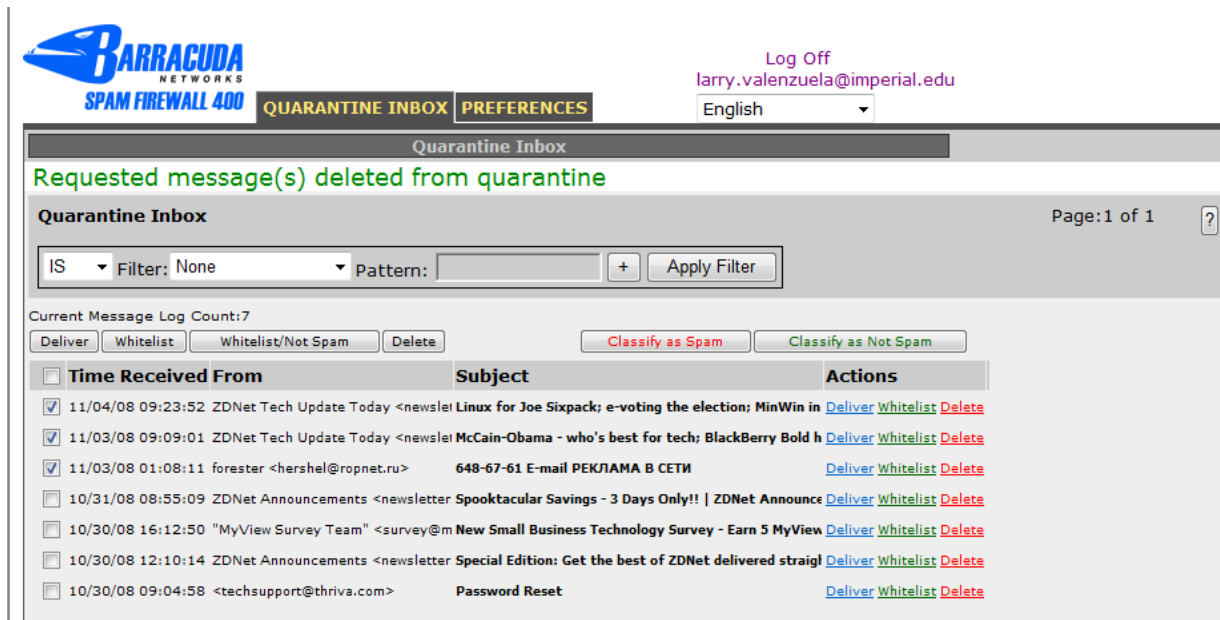 BARRACUDA
NETWORKS
SPAM FIREWALL 400
QUARANTINE INBOX PREFERENCES
Log Off
larry.valenzuela@imperial.edu
English
Quarantine Inbox
Requested message(s) deleted from quarantine
Quarantine Inbox Page:1 of 1 ?
IS Filter: None Pattern: + Apply Filter
Current Message Log Count:7
Deliver Whitelist Whitelist/Not Spam Delete Classify as Spam Classify as Not Spam
Time Received From Subject Actions
11/04/08 09:23:52 ZDNet Tech Update Today <newslet Linux for Joe Sixpack; e-voting the election; MinWin in Deliver Whitelist Delete
11/03/08 09:09:01 ZDNet Tech Update Today <newslet McCain-Obama - who's best for tech; BlackBerry Bold h Deliver Whitelist Delete
11/03/08 01:08:11 forester <hershel@ropnet.ru> 648-67-61 E-mail РЕКЛАМА В СЕТИ Deliver Whitelist Delete
10/31/08 08:55:09 ZDNet Announcements <newsletter Spooktacular Savings - 3 Days Only!! | ZDNet Announce Deliver Whitelist Delete
10/30/08 16:12:50 "MyView Survey Team" <survey@m New Small Business Technology Survey - Earn 5 MyView Deliver Whitelist Delete
10/30/08 12:10:14 ZDNet Announcements <newsletter Special Edition: Get the best of ZDNet delivered straigl Deliver Whitelist Delete
10/30/08 09:04:58 <techsupport@thriva.com> Password Reset Deliver Whitelist Delete